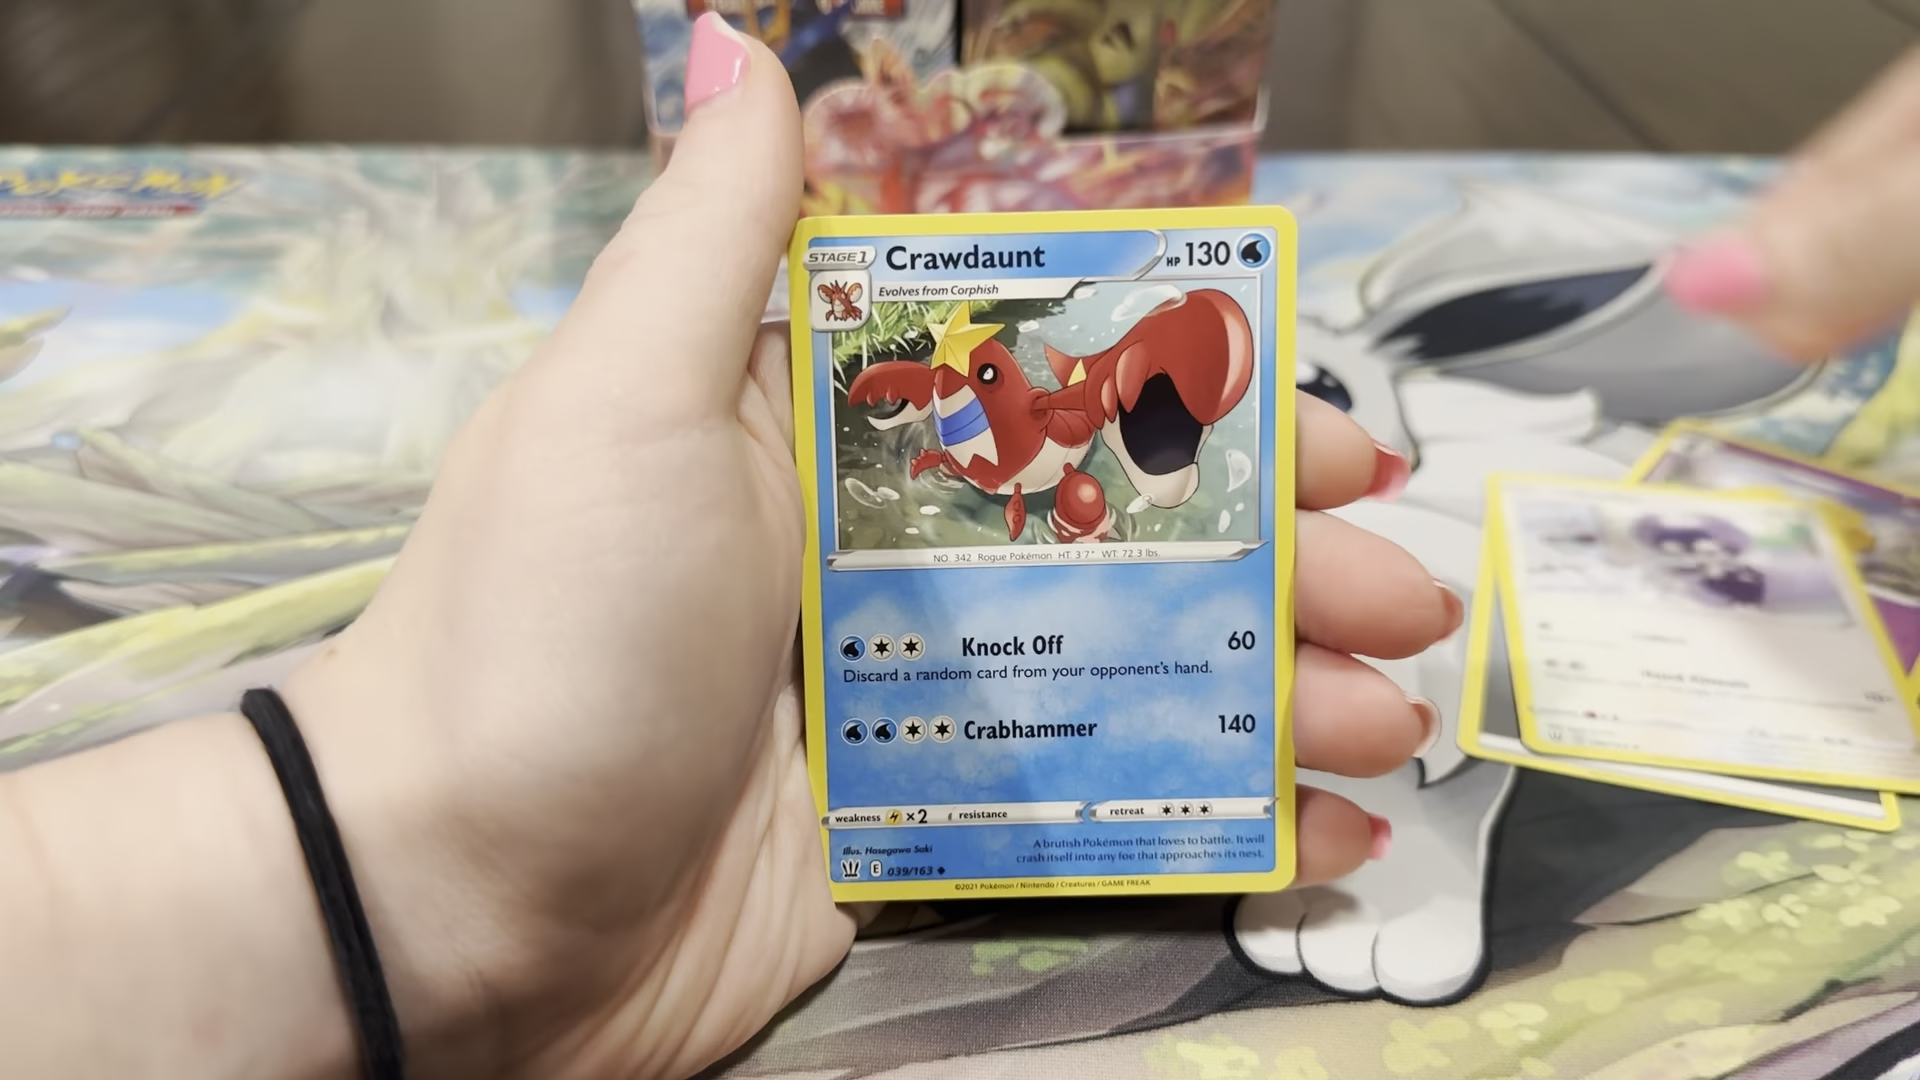 POKÉMON
STAGE 1
Crawdaunt
HP 130
Evolves from Corphish
NO. 342 Rogue Pokémon HT: 3'7" WT: 72.3 lbs.
Knock Off 60
Discard a random card from your opponent's hand.
Crabhammer 140
weakness ×2 resistance retreat
Illus. Hasegawa Saki
A brutish Pokémon that loves to battle. It will
crash itself into any foe that approaches its nest.
E 039/163
©2021 Pokémon / Nintendo / Creatures / GAME FREAK